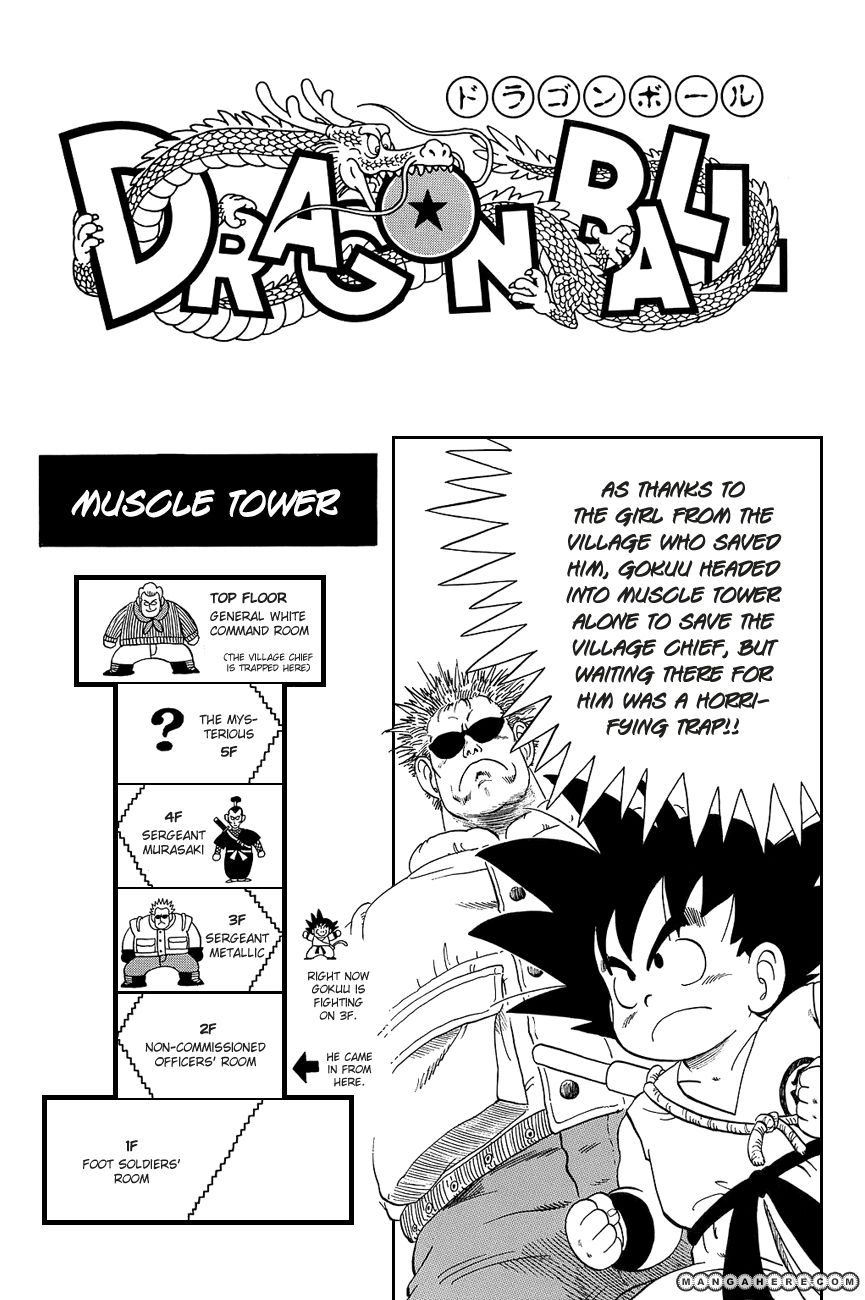 ドラゴンボール
DRAGON BALL
MUSCLE TOWER
AS THANKS TO
THE GIRL FROM THE
VILLAGE WHO SAVED
HIM, GOKUU HEADED
INTO MUSCLE TOWER
ALONE TO SAVE THE
VILLAGE CHIEF, BUT
WAITING THERE FOR
HIM WAS A HORRI-
FYING TRAP!!
TOP FLOOR
GENERAL WHITE
COMMAND ROOM
(THE VILLAGE CHIEF
IS TRAPPED HERE)
?
THE MYS-
TERIOUS
5F
4F
SERGEANT
MURASAKI
3F
SERGEANT
METALLIC
RIGHT NOW
GOKUU IS
FIGHTING
ON 3F.
2F
NON-COMMISSIONED
OFFICERS' ROOM
HE CAME
IN FROM
HERE.
1F
FOOT SOLDIERS'
ROOM
MANGAHERE.COM